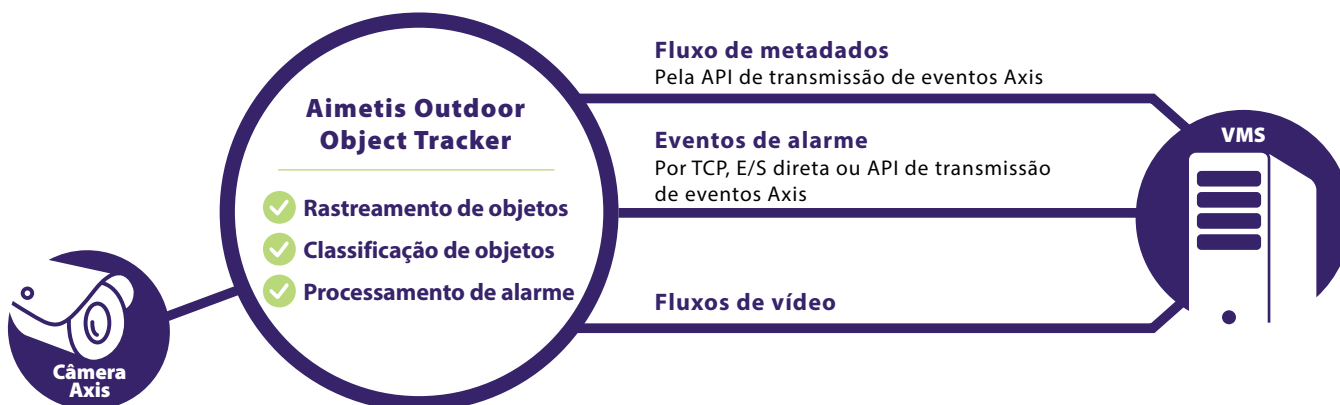 Aimetis Outdoor
Object Tracker
Rastreamento de objetos
Classificação de objetos
Processamento de alarme
Câmera
Axis
Fluxo de metadados
Pela API de transmissão de eventos Axis
Eventos de alarme
Por TCP, E/S direta ou API de transmissão
de eventos Axis
Fluxos de vídeo
VMS